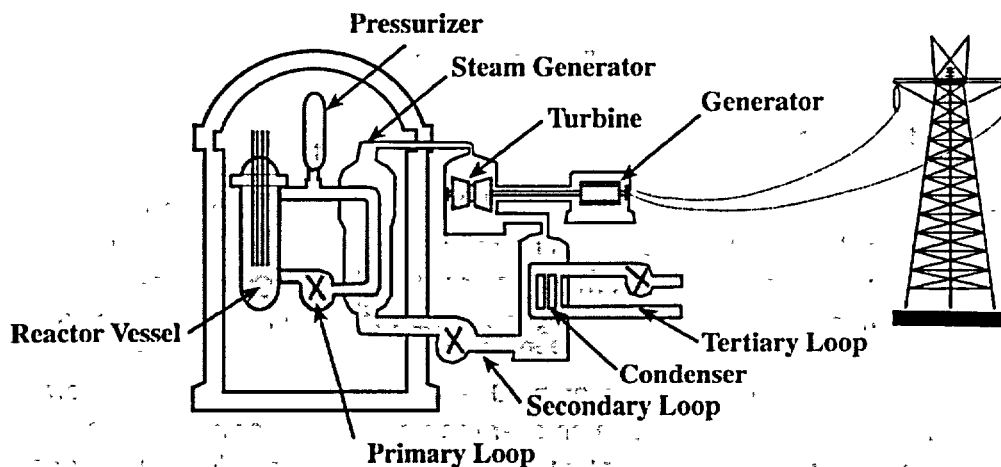 Pressurizer
Steam Generator
Turbine
Generator
Reactor Vessel
Tertiary Loop
Condenser
Secondary Loop
Primary Loop